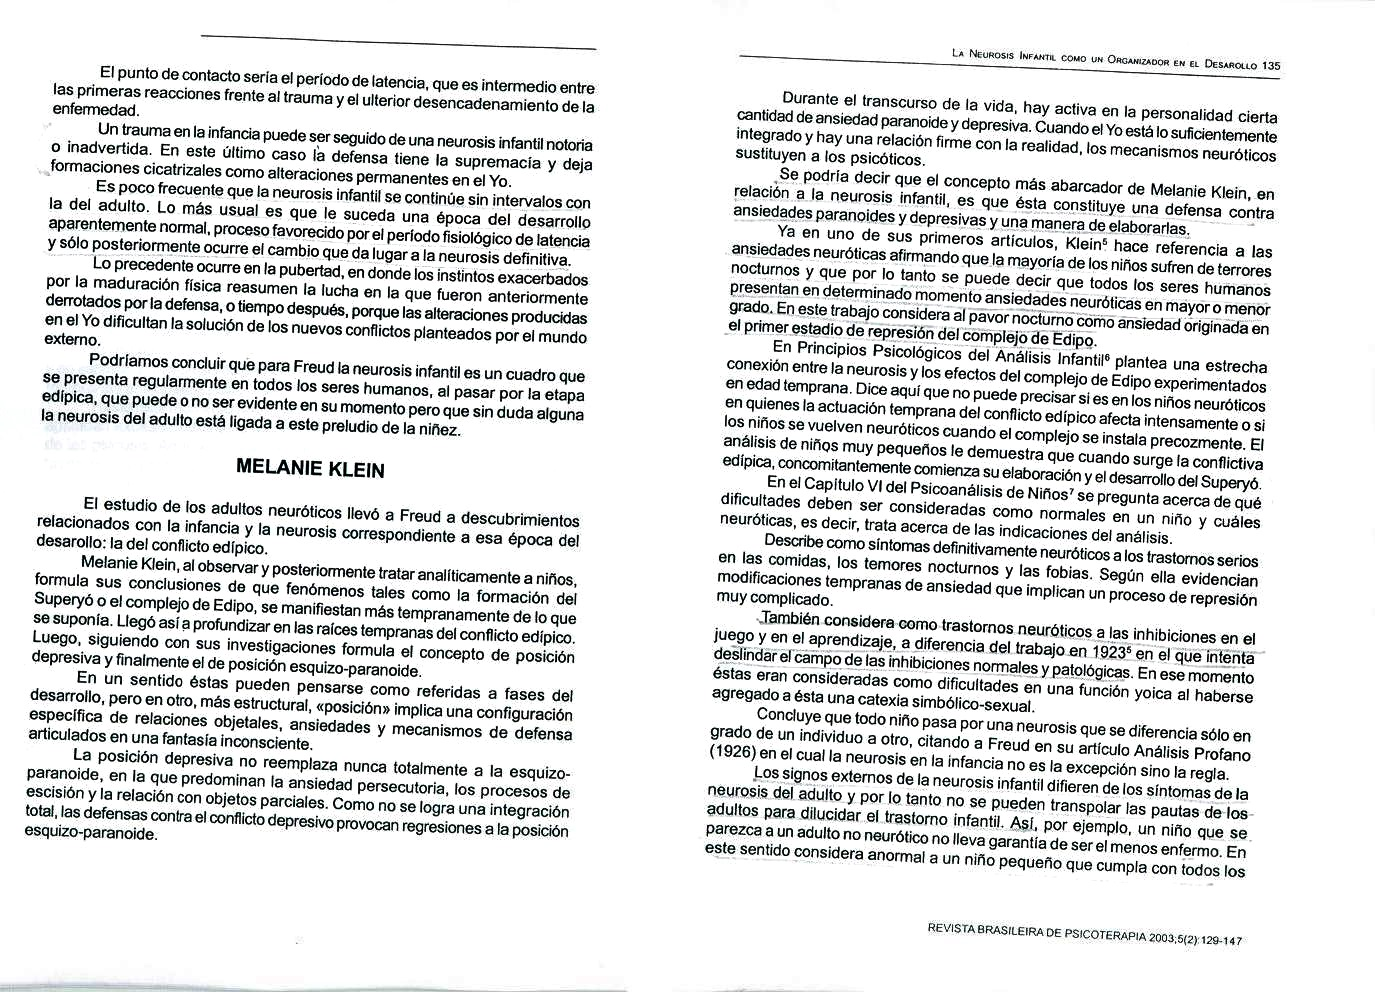 El punto de contacto sería el período de latencia, que es intermedio entre
las primeras reacciones frente al trauma y el ulterior desencadenamiento de la
enfermedad.
Un trauma en la infancia puede ser seguido de una neurosis infantil notoria
o inadvertida. En este último caso la defensa tiene la supremacía y deja
formaciones cicatrizales como alteraciones permanentes en el Yo.
Es poco frecuente que la neurosis infantil se continúe sin intervalos con
la del adulto. Lo más usual es que le suceda una época del desarrollo
aparentemente normal, proceso favorecido por el período fisiológico de latencia
y sólo posteriormente ocurre el cambio que da lugar a la neurosis definitiva.
Lo precedente ocurre en la pubertad, en donde los instintos exacerbados
por la maduración física reasumen la lucha en la que fueron anteriormente
derrotados por la defensa, o tiempo después, porque las alteraciones producidas
en el Yo dificultan la solución de los nuevos conflictos planteados por el mundo
externo.
Podríamos concluir que para Freud la neurosis infantil es un cuadro que
se presenta regularmente en todos los seres humanos, al pasar por la etapa
edípica, que puede o no ser evidente en su momento pero que sin duda alguna
la neurosis del adulto está ligada a este preludio de la niñez.
MELANIE KLEIN
El estudio de los adultos neuróticos llevó a Freud a descubrimientos
relacionados con la infancia y la neurosis correspondiente a esa época del
desarollo: la del conflicto edípico.
Melanie Klein, al observar y posteriormente tratar analíticamente a niños,
formula sus conclusiones de que fenómenos tales como la formación del
Superyó o el complejo de Edipo, se manifiestan más tempranamente de lo que
se suponía. Llegó así a profundizar en las raíces tempranas del conflicto edípico.
Luego, siguiendo con sus investigaciones formula el concepto de posición
depresiva y finalmente el de posición esquizo-paranoide.
En un sentido éstas pueden pensarse como referidas a fases del
desarrollo, pero en otro, más estructural, «posición» implica una configuración
específica de relaciones objetales, ansiedades y mecanismos de defensa
articulados en una fantasía inconsciente.
La posición depresiva no reemplaza nunca totalmente a la esquizo-
paranoide, en la que predominan la ansiedad persecutoria, los procesos de
escisión y la relación con objetos parciales. Como no se logra una integración
total, las defensas contra el conflicto depresivo provocan regresiones a la posición
esquizo-paranoide.
LA NEUROSIS INFANTIL COMO UN ORGANIZADOR EN EL DESAROLLO 135
Durante el transcurso de la vida, hay activa en la personalidad cierta
cantidad de ansiedad paranoide y depresiva. Cuando el Yo está lo suficientemente
integrado y hay una relación firme con la realidad, los mecanismos neuróticos
sustituyen a los psicóticos.
Se podría decir que el concepto más abarcador de Melanie Klein, en
relación a la neurosis infantil, es que ésta constituye una defensa contra
ansiedades paranoides y depresivas y una manera de elaborarlas.
Ya en uno de sus primeros artículos, Klein⁵ hace referencia a las
ansiedades neuróticas afirmando que la mayoría de los niños sufren de terrores
nocturnos y que por lo tanto se puede decir que todos los seres humanos
presentan en determinado momento ansiedades neuróticas en mayor o menor
grado. En este trabajo considera al pavor nocturno como ansiedad originada en
el primer estadio de represión del complejo de Edipo.
En Principios Psicológicos del Análisis Infantil⁶ plantea una estrecha
conexión entre la neurosis y los efectos del complejo de Edipo experimentados
en edad temprana. Dice aquí que no puede precisar si es en los niños neuróticos
en quienes la actuación temprana del conflicto edípico afecta intensamente o si
los niños se vuelven neuróticos cuando el complejo se instala precozmente. El
análisis de niños muy pequeños le demuestra que cuando surge la conflictiva
edípica, concomitantemente comienza su elaboración y el desarrollo del Superyó.
En el Capítulo VI del Psicoanálisis de Niños⁷ se pregunta acerca de qué
dificultades deben ser consideradas como normales en un niño y cuáles
neuróticas, es decir, trata acerca de las indicaciones del análisis.
Describe como síntomas definitivamente neuróticos a los trastornos serios
en las comidas, los temores nocturnos y las fobias. Según ella evidencian
modificaciones tempranas de ansiedad que implican un proceso de represión
muy complicado.
También considera como trastornos neuróticos a las inhibiciones en el
juego y en el aprendizaje, a diferencia del trabajo en 1923⁵ en el que intenta
deslindar el campo de las inhibiciones normales y patológicas. En ese momento
éstas eran consideradas como dificultades en una función yoica al haberse
agregado a ésta una catexia simbólico-sexual.
Concluye que todo niño pasa por una neurosis que se diferencia sólo en
grado de un individuo a otro, citando a Freud en su artículo Análisis Profano
(1926) en el cual la neurosis en la infancia no es la excepción sino la regla.
Los signos externos de la neurosis infantil difieren de los síntomas de la
neurosis del adulto y por lo tanto no se pueden transpolar las pautas de los
adultos para dilucidar el trastorno infantil. Así, por ejemplo, un niño que se
parezca a un adulto no neurótico no lleva garantía de ser el menos enfermo. En
este sentido considera anormal a un niño pequeño que cumpla con todos los
REVISTA BRASILEIRA DE PSICOTERAPIA 2003;5(2):129-147